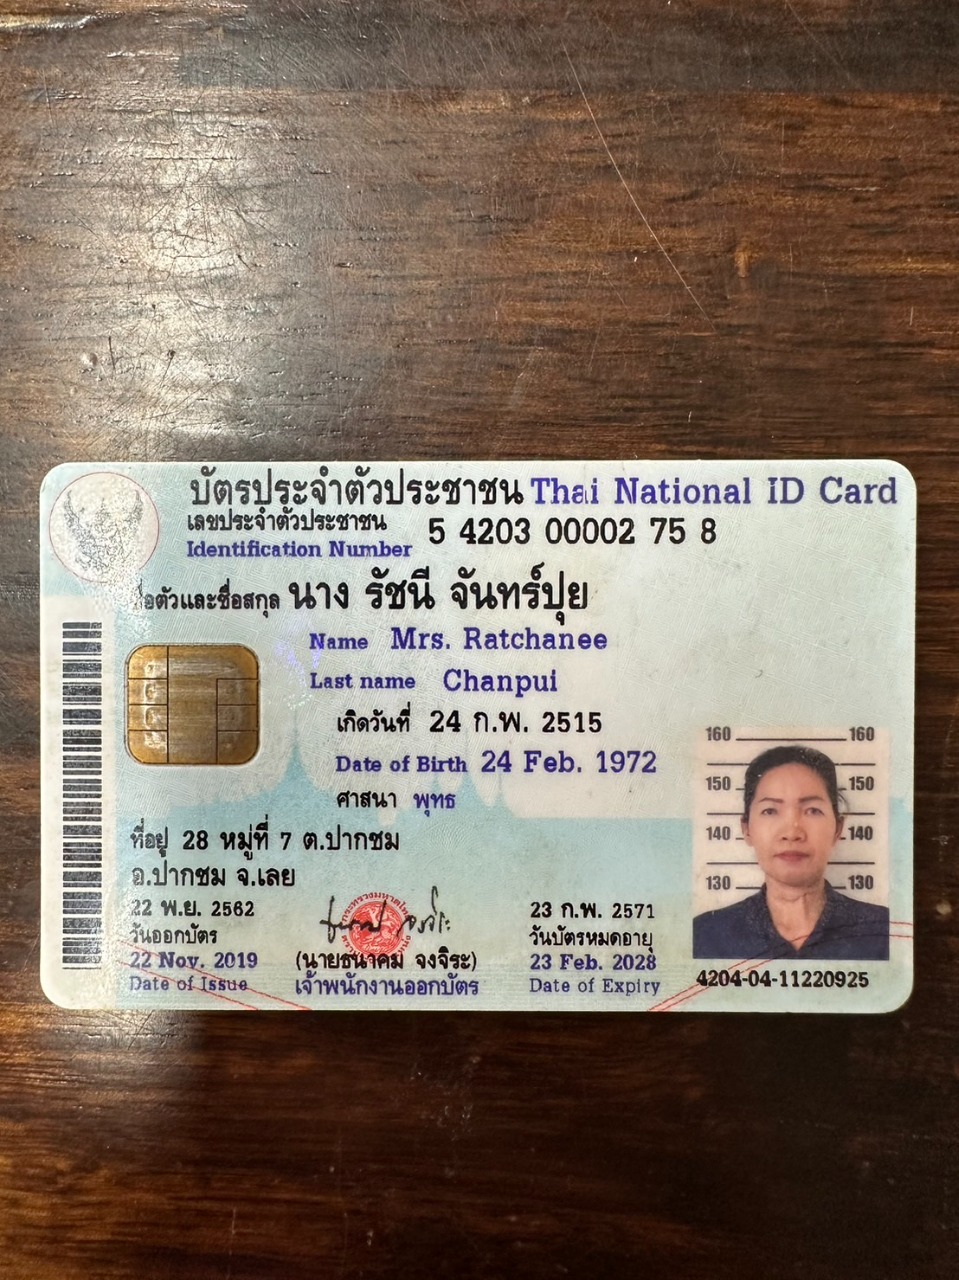 บัตรประจำตัวประชาชน Thai National ID Card
เลขประจำตัวประชาชน 5 4203 00002 75 8
Identification Number
ชื่อตัวและชื่อสกุล นาง รัชนี จันทร์ปุย
Name Mrs. Ratchanee
Last name Chanpui
เกิดวันที่ 24 ก.พ. 2515
Date of Birth 24 Feb. 1972
ศาสนา พุทธ
ที่อยู่ 28 หมู่ที่ 7 ต.ปากชม
อ.ปากชม จ.เลย
22 พ.ย. 2562
วันออกบัตร
22 Nov. 2019
Date of Issue
(นายธนาคม จงจิระ)
เจ้าพนักงานออกบัตร
23 ก.พ. 2571
วันบัตรหมดอายุ
23 Feb. 2028
Date of Expiry
160 160
150 150
140 140
130 130
4204-04-11220925